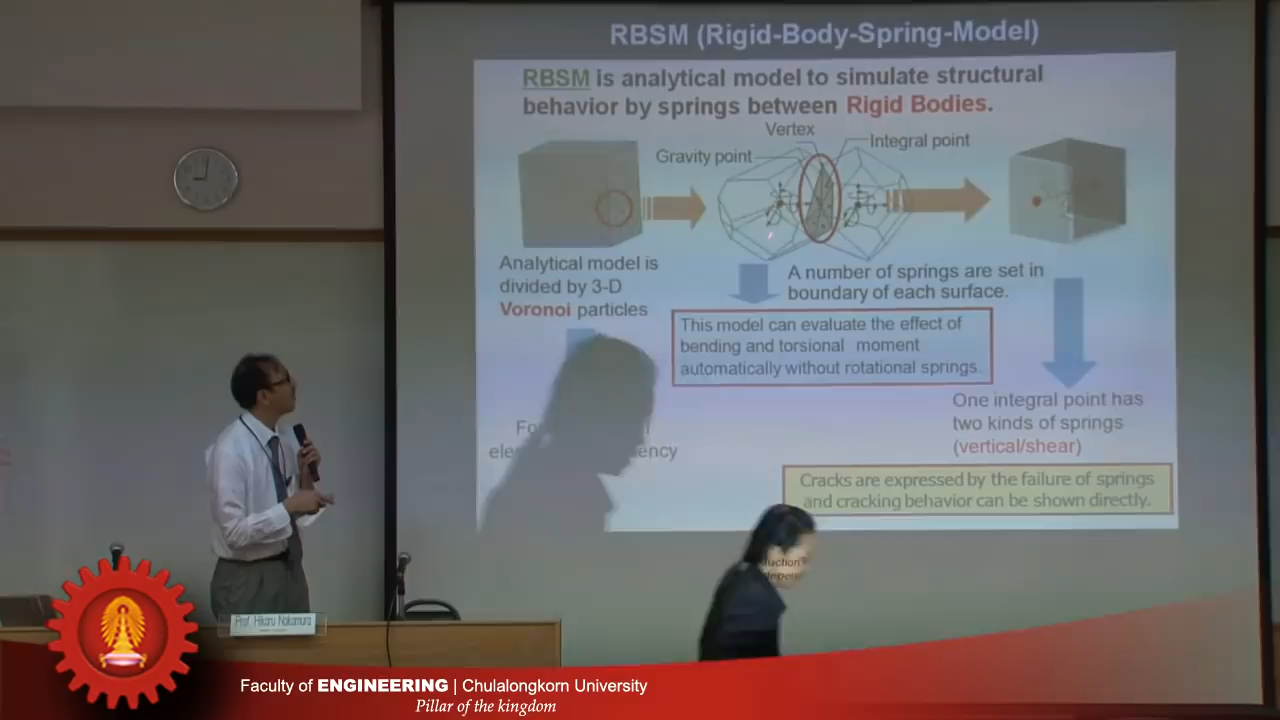 RBSM (Rigid-Body-Spring-Model)
RBSM is analytical model to simulate structural
behavior by springs between Rigid Bodies.
Vertex
Integral point
Gravity point
Analytical model is
divided by 3-D
Voronoi particles
A number of springs are set in
boundary of each surface.
This model can evaluate the effect of
bending and torsional moment
automatically without rotational springs.
One integral point has
two kinds of springs
(vertical/shear)
Cracks are expressed by the failure of springs
and cracking behavior can be shown directly.
Prof. Hikaru Nakamura
Faculty of ENGINEERING | Chulalongkorn University
Pillar of the kingdom